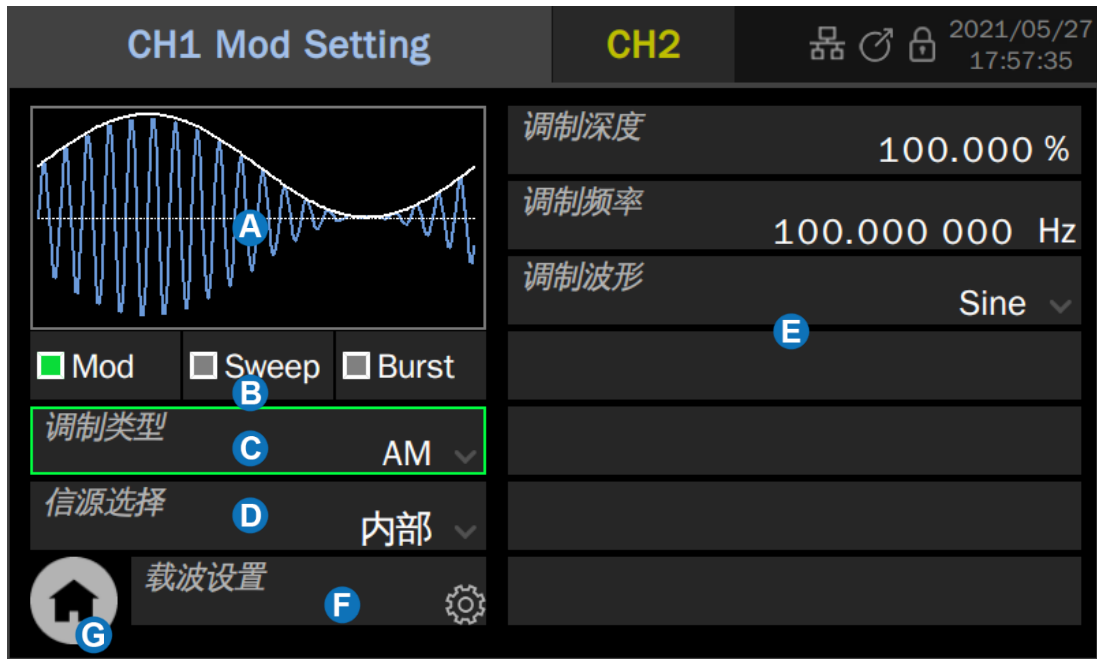 CH1 Mod Setting
CH2
2021/05/27
17:57:35
A
Mod
Sweep
Burst
B
调制类型
C
AM
信源选择
D
内部
载波设置
F
G
调制深度
100.000 %
调制频率
100.000 000 Hz
调制波形
Sine
E